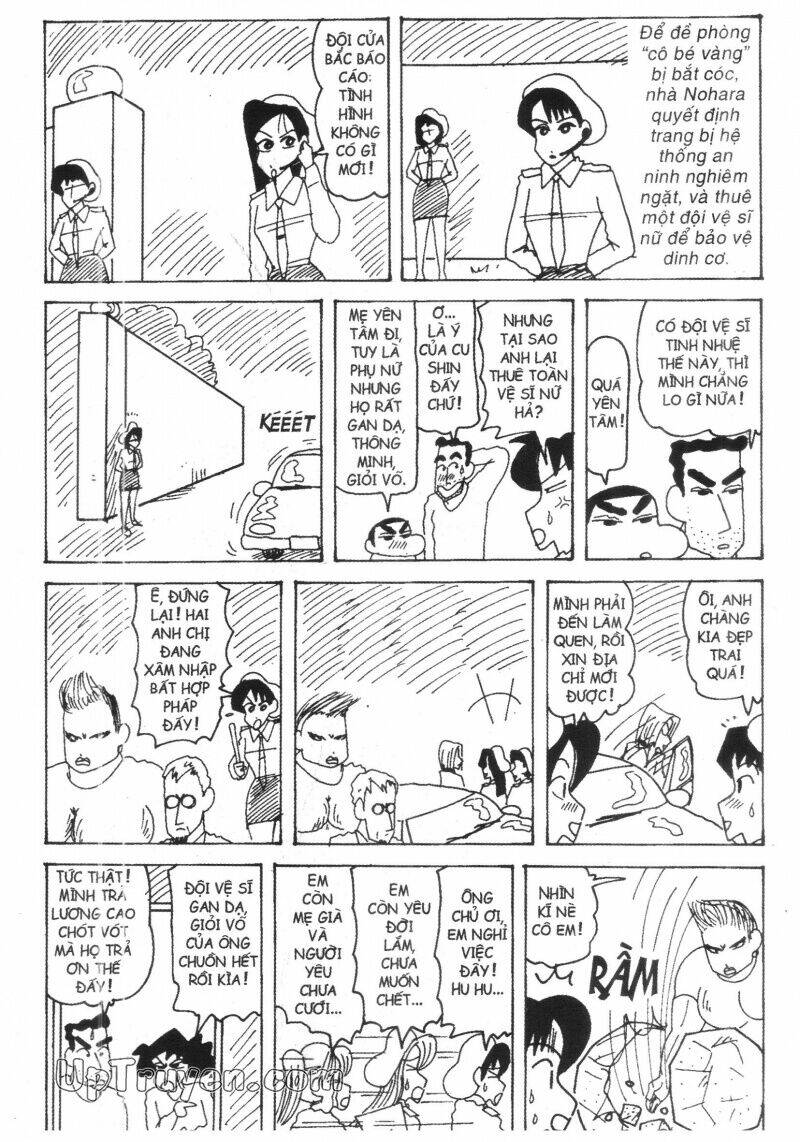 Để đề phòng
“cô bé vàng”
bị bắt cóc,
nhà Nohara
quyết định
trang bị hệ
thống an
ninh nghiêm
ngặt, và thuê
một đội vệ sĩ
nữ để bảo vệ
dinh cơ.
ĐỘI CỦA
BẮC BÁO
CÁO:
TÌNH
HÌNH
KHÔNG
CÓ GÌ
MỚI!
CÓ ĐỘI VỆ SĨ
TINH NHUỆ
THẾ NÀY, THÌ
MÌNH CHẲNG
LO GÌ NỮA!
QUÁ
YÊN
TÂM!
NHƯNG
TẠI SAO
ANH LẠI
THUÊ TOÀN
VỆ SĨ NỮ
HẢ?
Ơ...
LÀ Ý
CỦA CU
SHIN
ĐẤY
CHỨ!
MẸ YÊN
TÂM ĐI,
TUY LÀ
PHỤ NỮ
NHƯNG
HỌ RẤT
GAN DẠ,
THÔNG
MINH,
GIỎI VÕ.
KÉÉÉT
ÔI, ANH
CHÀNG
KIA ĐẸP
TRAI
QUÁ!
MÌNH PHẢI
ĐẾN LÀM
QUEN, RỒI
XIN ĐỊA
CHỈ MỚI
ĐƯỢC!
Ê, ĐỨNG
LẠI! HAI
ANH CHỊ
ĐANG
XÂM NHẬP
BẤT HỢP
PHÁP
ĐẤY!
NHÌN
KĨ NÈ
CÔ EM!
RẦM
ÔNG
CHỦ ƠI,
EM NGHỈ
VIỆC
ĐÂY!
HU HU...
EM
CÒN YÊU
ĐỜI
LẮM,
CHƯA
MUỐN
CHẾT...
EM
CÒN
MẸ GIÀ
VÀ
NGƯỜI
YÊU
CHƯA
CƯỚI...
ĐỘI VỆ SĨ
GAN DẠ,
GIỎI VÕ
CỦA ÔNG
CHUỒN HẾT
RỒI KÌA!
TỨC THẬT!
MÌNH TRẢ
LƯƠNG CAO
CHÓT VÓT
MÀ HỌ TRẢ
ƠN THẾ
ĐẤY!
UpTruyen.com